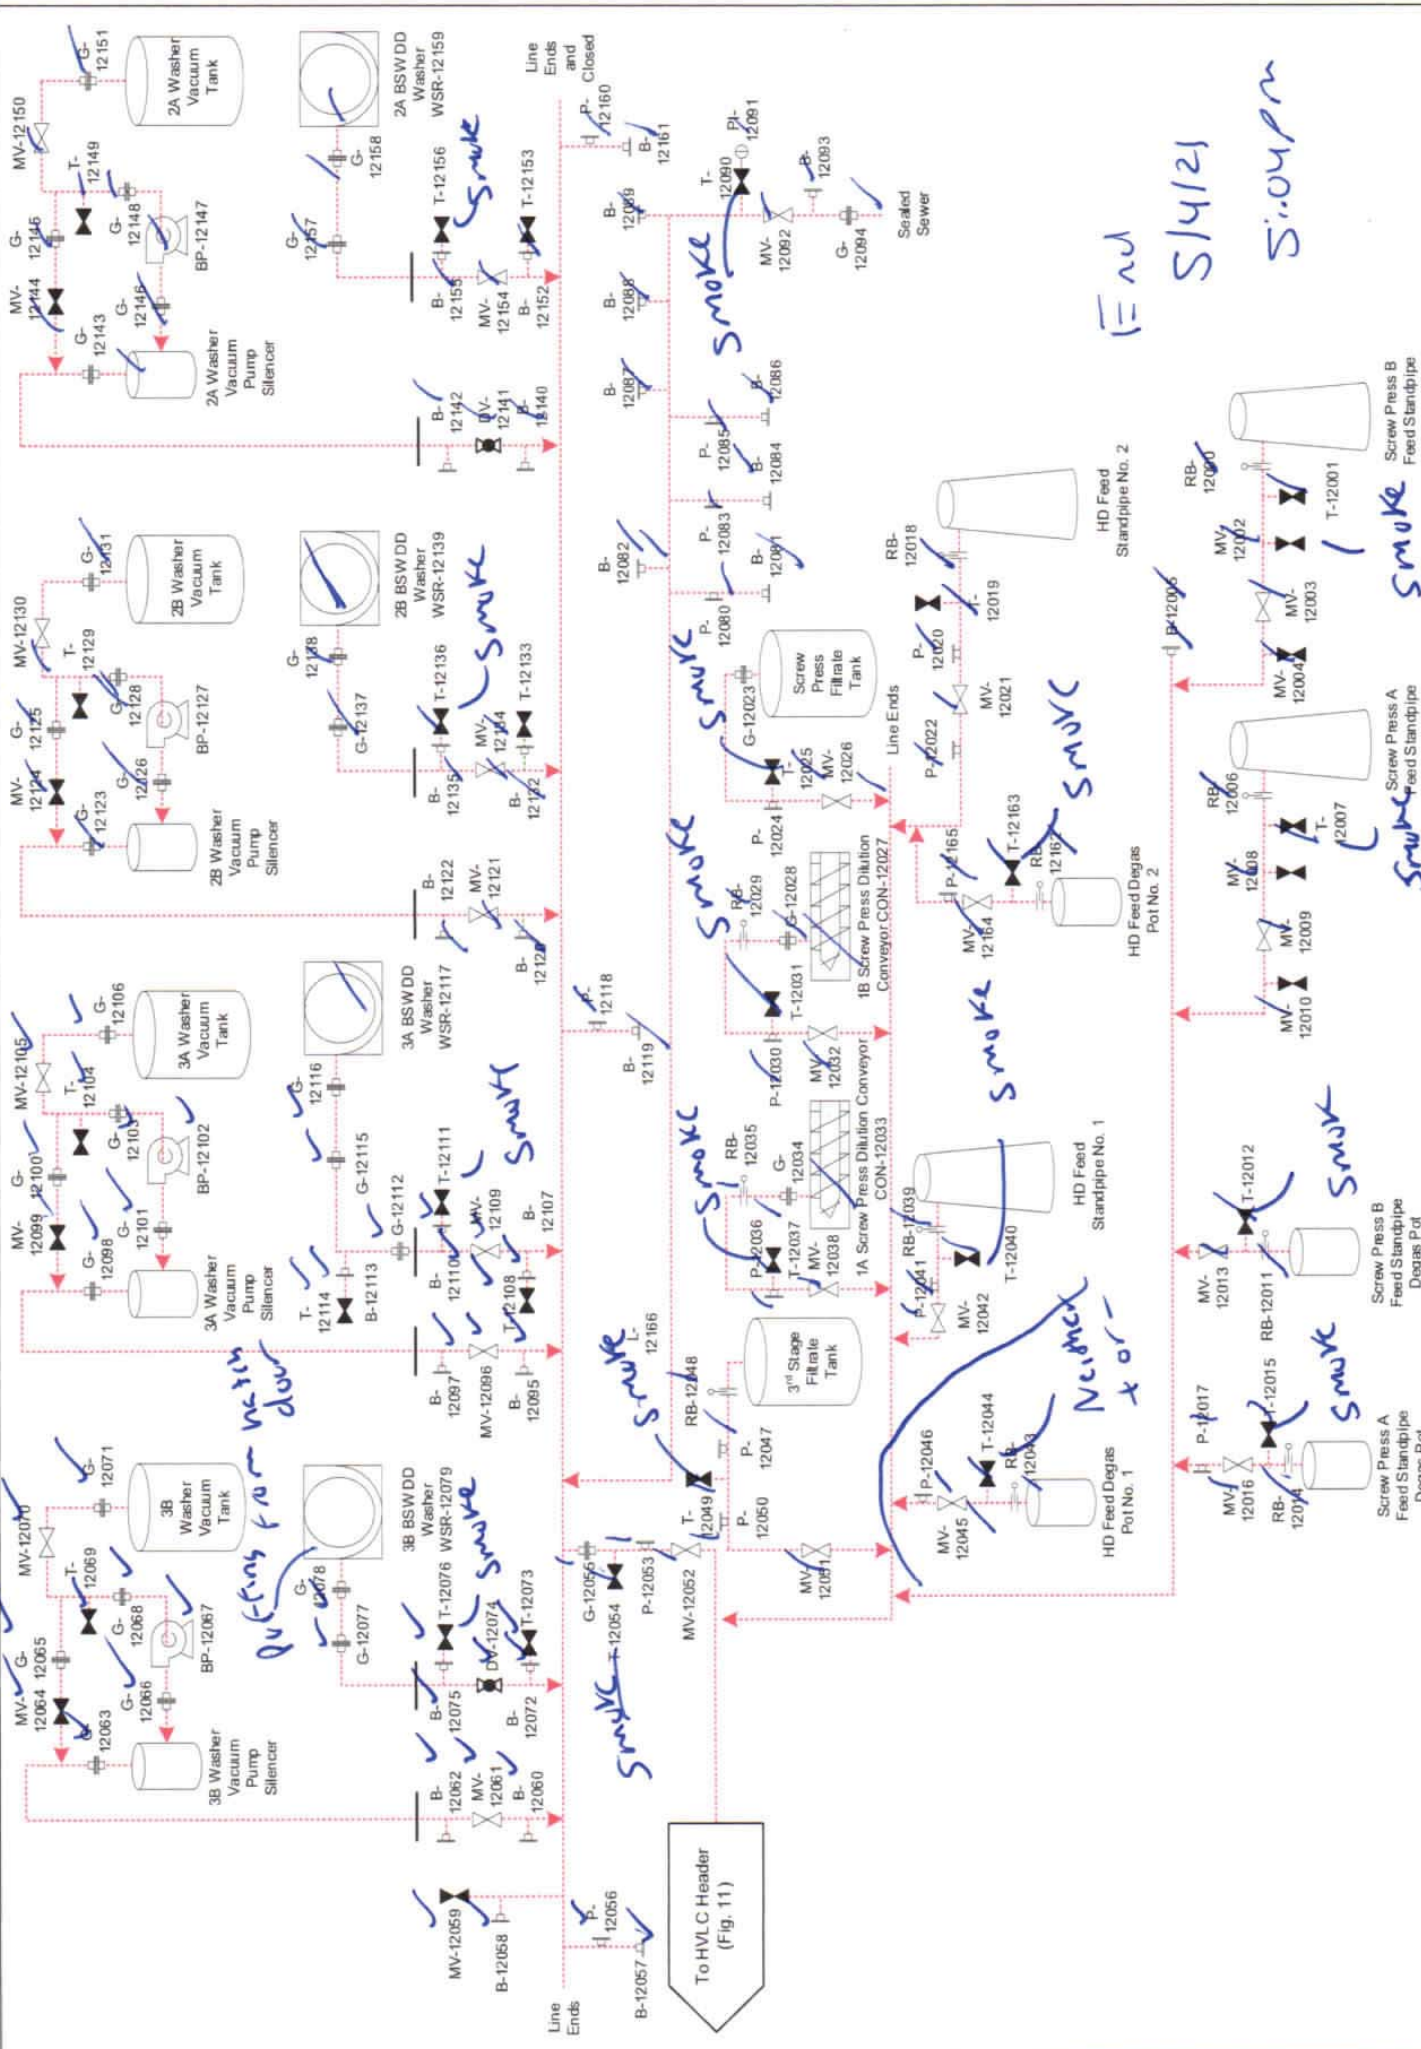 G-
12151
2A Washer
Vacuum
Tank
MV-12150
T-
12149
G-
12148
BP-12147
G-
12145
MV-
12144
G-
12146
G-
12143
2A Washer
Vacuum
Pump
Silencer
2A BSW DD
Washer
WSR-12159
G-
12158
G-
12157
T-12156
smoke
B-
12155
MV-
12154
T-12153
B-
12152
B-
12142
DV-
12141
B-
12140
Line
Ends
and
Closed
P-
12160
B-
12161
G-
12131
2B Washer
Vacuum
Tank
MV-12130
T-
12129
G-
12128
BP-12127
G-
12125
MV-
12124
G-
12126
G-
12123
2B Washer
Vacuum
Pump
Silencer
2B BSW DD
Washer
WSR-12139
G-
12138
G-12137
T-12136
smoke
B-
12135
MV-
12134
T-12133
B-
12132
B-
12122
MV-
12121
B-
12120
G-
12106
3A Washer
Vacuum
Tank
MV-12105
T-
12104
G-
12103
BP-12102
G-
12100
MV-
12099
G-
12101
G-
12098
3A Washer
Vacuum
Pump
Silencer
3A BSW DD
Washer
WSR-12117
G-
12116
G-12115
G-12112
T-
12114
B-12113
T-12111
B-
12110
MV-
12109
smoke
T-
12108
B-
12107
B-
12097
MV-12096
B-
12095
P-
12118
B-
12119
G-
12071
3B
Washer
Vacuum
Tank
MV-12070
T-
12069
G-
12068
BP-12067
G-
12065
MV-
12064
G-
12066
G-
12063
3B Washer
Vacuum
Pump
Silencer
puffing from hatch
door
3B BSW DD
Washer
WSR-12079
G-
12078
G-12077
T-12076
smoke
B-
12075
DV-12074
T-12073
B-
12072
B-
12062
MV-
12061
B-
12060
MV-12059
B-12058
P-
12056
B-12057
Line
Ends
To HVLC Header
(Fig. 11)
B-
12089
T-
12090
PI-
12091
MV-
12092
B-
12093
G-
12094
Sealed
Sewer
smoke
B-
12088
B-
12087
P-
12085
B-
12086
P-
12083
B-
12084
B-
12082
P-
12080
B-
12081
G-12055
T-12054
smoke
P-12053
MV-12052
L-
12166
smoke
RB-12048
3rd Stage
Filtrate
Tank
P-
12047
T-
12049
P-
12050
MV-
12051
smoke
RB-
12035
G-
12034
1A Screw Press Dilution Conveyor
CON-12033
P-12036
T-12037
MV-
12038
smoke
RB-
12029
G-12028
1B Screw Press Dilution
Conveyor CON-12027
T-12031
P-12030
MV-
12032
smoke
G-12023
Screw
Press
Filtrate
Tank
P-
12024
T-
12025
MV-
12026
Line Ends
RB-
12018
HD Feed
Standpipe No. 2
T-
12019
P-
12020
MV-
12021
P-12022
P-12165
T-12163
RB-
12162
MV-
12164
HD Feed Degas
Pot No. 2
smoke
RB-12039
HD Feed
Standpipe No. 1
T-12040
smoke
P-12041
MV-
12042
P-12046
T-12044
RB-
12043
MV-
12045
HD Feed Degas
Pot No. 1
Neither
+ or -
B-12005
RB-
12000
T-12001
MV-
12002
MV-
12003
MV-
12004
Screw Press B
Feed Standpipe
smoke
RB-
12006
T-
12007
MV-
12008
MV-
12009
MV-
12010
Screw Press A
Feed Standpipe
smoke
T-12012
MV-
12013
RB-12011
Screw Press B
Feed Standpipe
Degas Pot
smok
P-12017
T-12015
MV-
12016
RB-
12014
Screw Press A
Feed Standpipe
Degas Pot
smoke
End
5/4/21
5:04pm